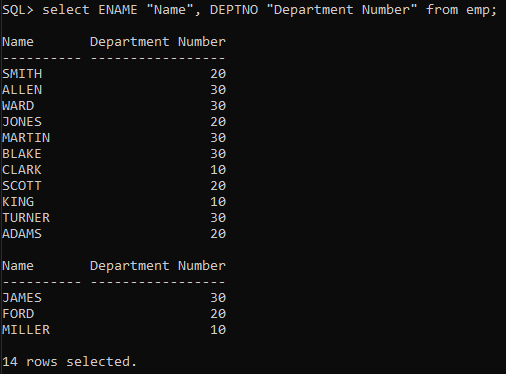 SQL> select ENAME "Name", DEPTNO "Department Number" from emp;
Name       Department Number
---------- -----------------
SMITH                     20
ALLEN                     30
WARD                      30
JONES                     20
MARTIN                    30
BLAKE                     30
CLARK                     10
SCOTT                     20
KING                      10
TURNER                    30
ADAMS                     20
Name       Department Number
---------- -----------------
JAMES                     30
FORD                      20
MILLER                    10
14 rows selected.